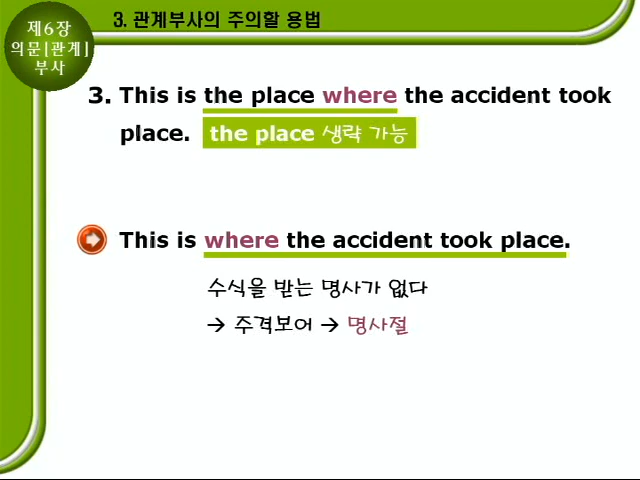 제6장
의문[관계]
부사
3. 관계부사의 주의할 용법
3. This is the place where the accident took
place. the place 생략 가능
This is where the accident took place.
수식을 받는 명사가 없다
→ 주격보어 → 명사절